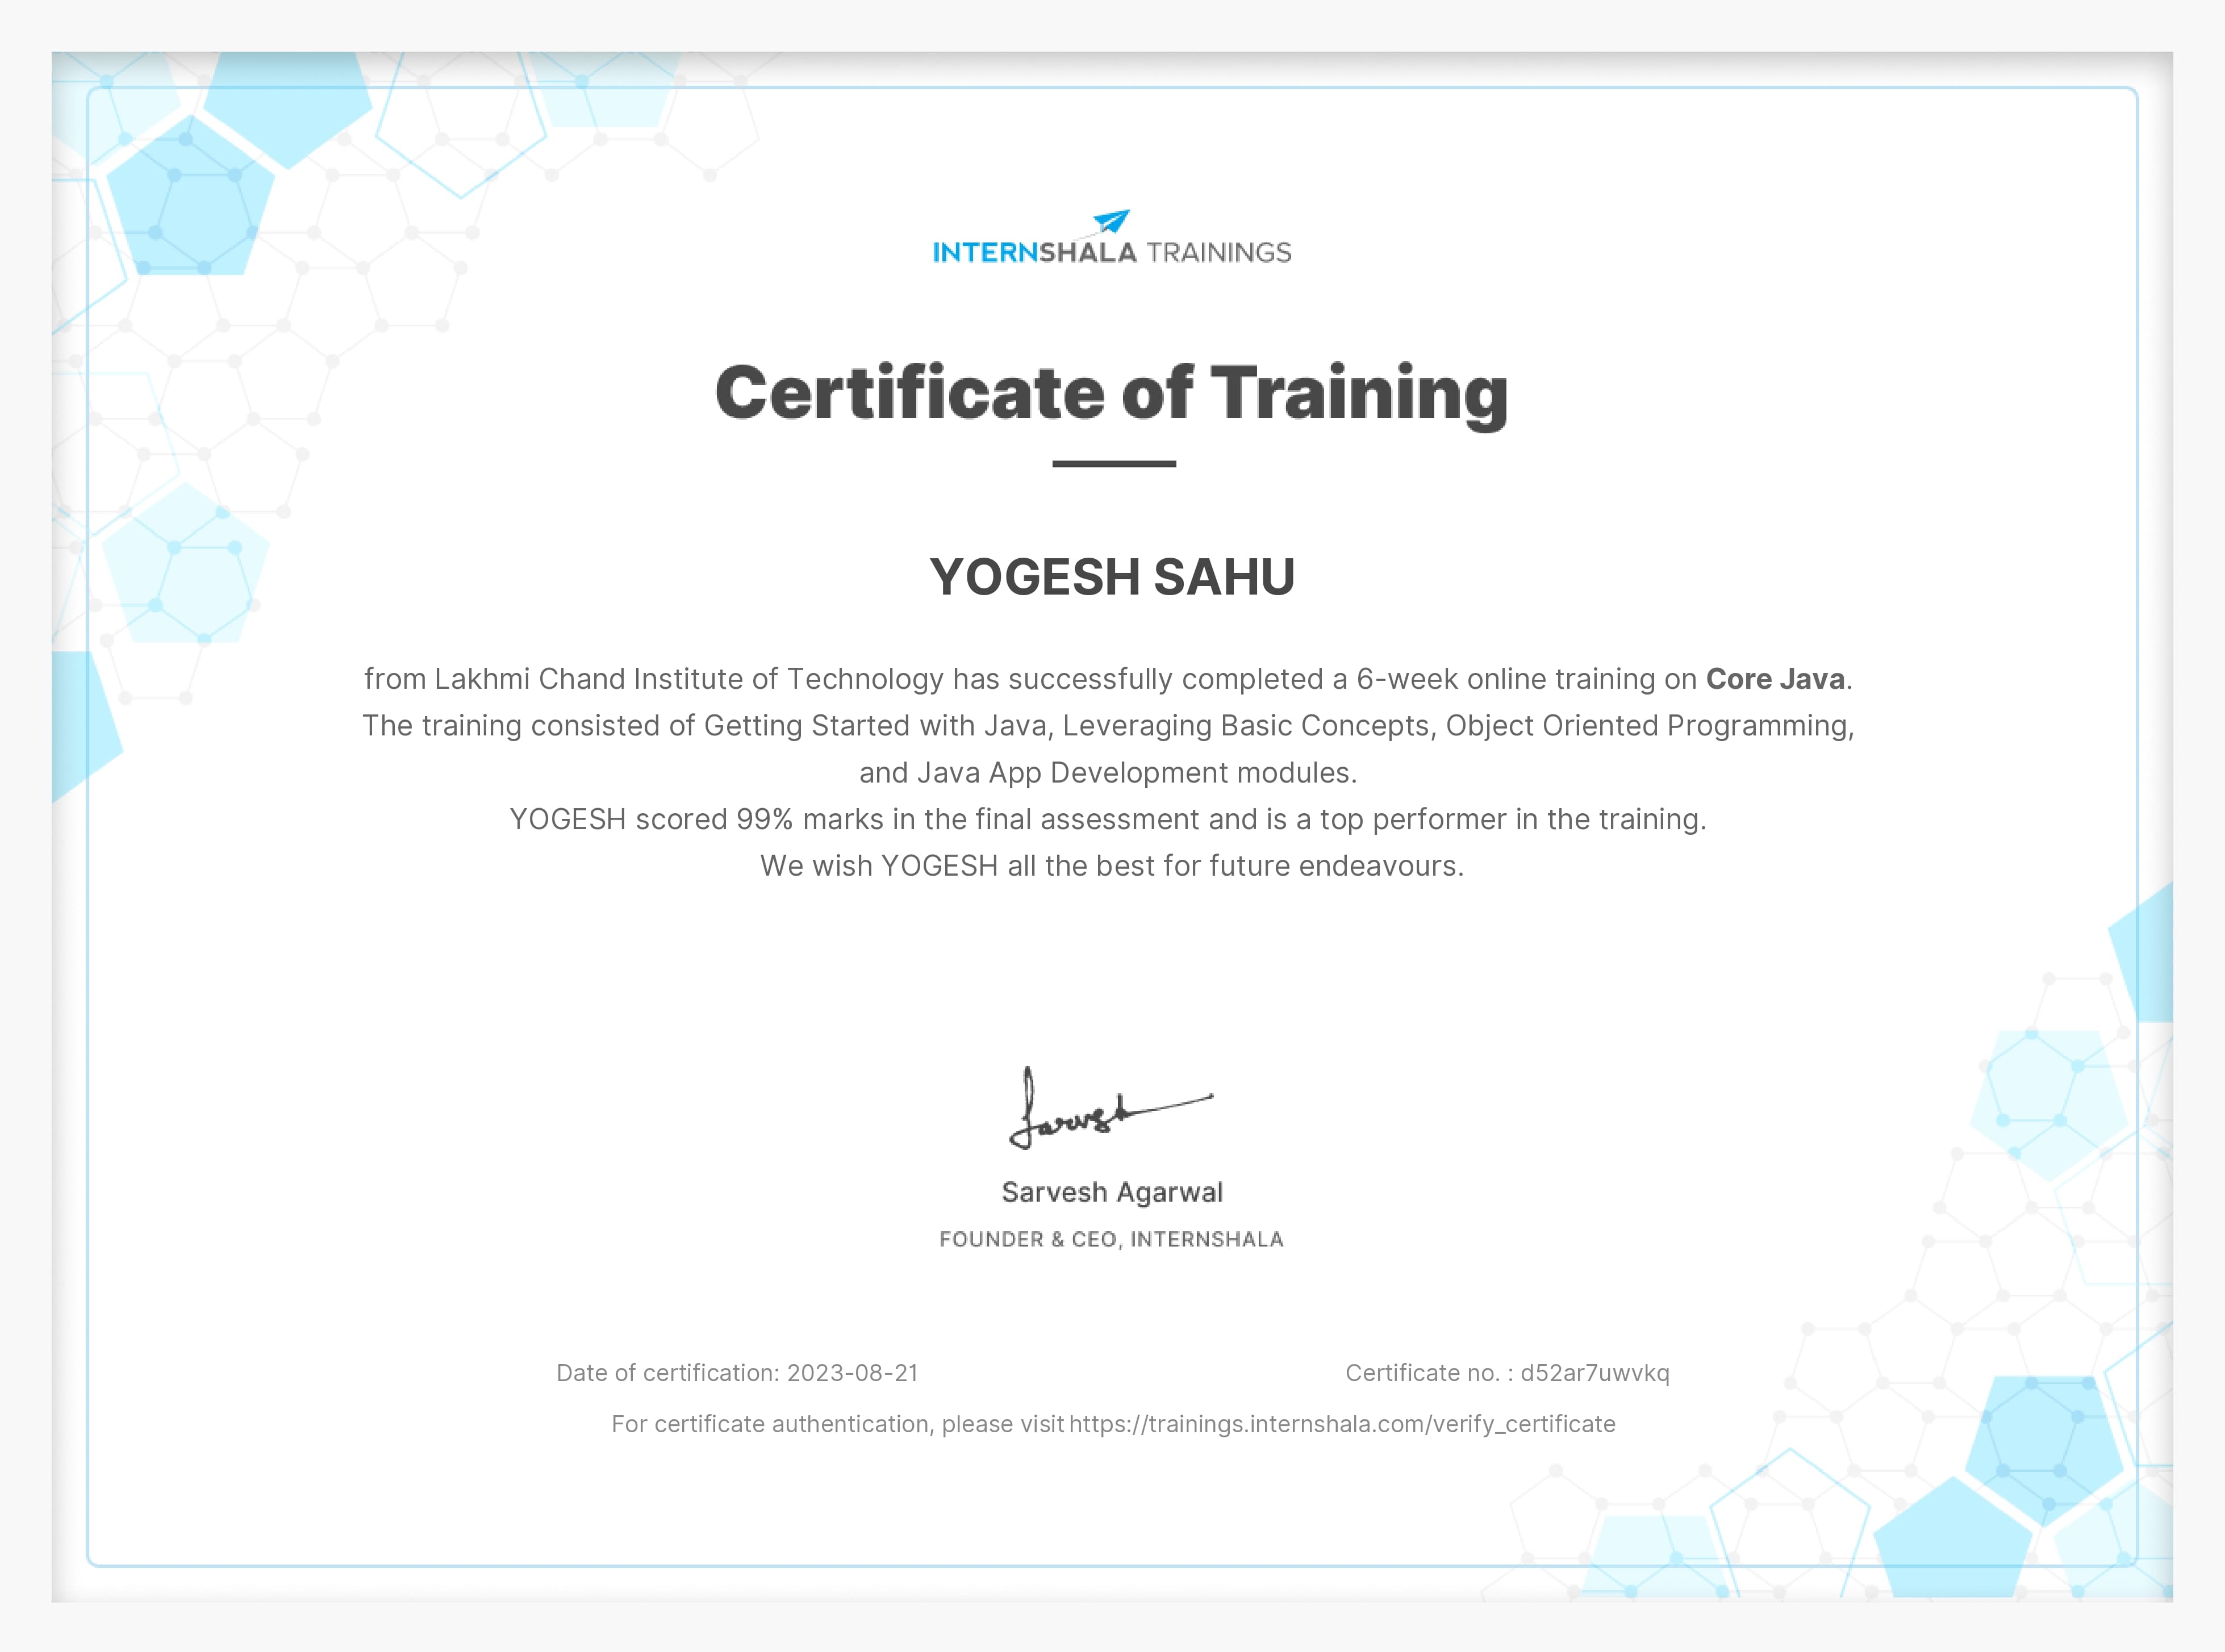 INTERNSHALA TRAININGS
Certificate of Training
YOGESH SAHU
from Lakhmi Chand Institute of Technology has successfully completed a 6-week online training on Core Java.
The training consisted of Getting Started with Java, Leveraging Basic Concepts, Object Oriented Programming,
and Java App Development modules.
YOGESH scored 99% marks in the final assessment and is a top performer in the training.
We wish YOGESH all the best for future endeavours.
Sarvesh
Sarvesh Agarwal
FOUNDER & CEO, INTERNSHALA
Date of certification: 2023-08-21
Certificate no. : d52ar7uwvkq
For certificate authentication, please visit https://trainings.internshala.com/verify_certificate